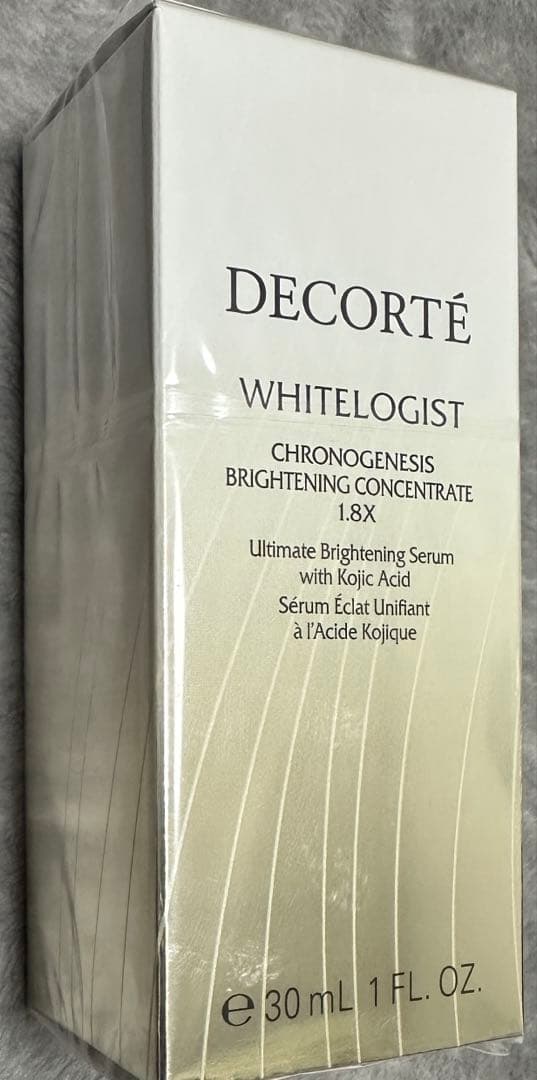 DECORTÉ
WHITELOGIST
CHRONOGENESIS
BRIGHTENING CONCENTRATE
1.8X
Ultimate Brightening Serum
with Kojic Acid
Sérum Éclat Unifiant
à l'Acide Kojique
℮ 30 mL 1 FL. OZ.